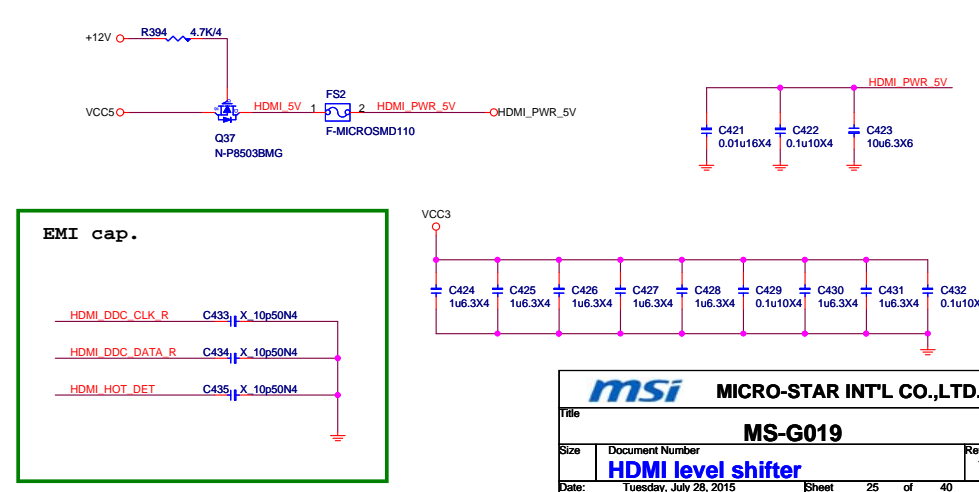 +12V R394 4.7K/4
VCC5 HDMI_5V 1 FS2 2 HDMI_PWR_5V HDMI_PWR_5V
F-MICROSMD110
Q37
N-P8503BMG
HDMI_PWR_5V
C421 C422 C423
0.01u16X4 0.1u10X4 10u6.3X6
EMI cap.
HDMI_DDC_CLK_R C433 X_10p50N4
HDMI_DDC_DATA_R C434 X_10p50N4
HDMI_HOT_DET C435 X_10p50N4
VCC3
C424 C425 C426 C427 C428 C429 C430 C431 C432
1u6.3X4 1u6.3X4 1u6.3X4 1u6.3X4 1u6.3X4 0.1u10X4 1u6.3X4 1u6.3X4 0.1u10X
msi MICRO-STAR INT'L CO.,LTD.
Title
MS-G019
Size Document Number
HDMI level shifter
Date: Tuesday, July 28, 2015 Sheet 25 of 40